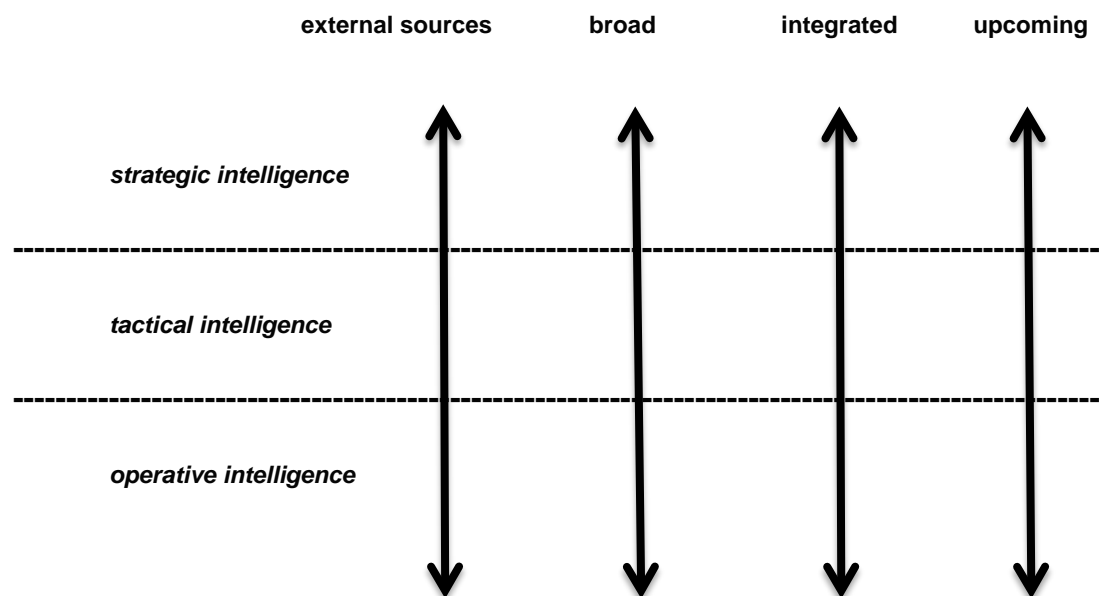 external sources broad integrated upcoming
strategic intelligence
tactical intelligence
operative intelligence